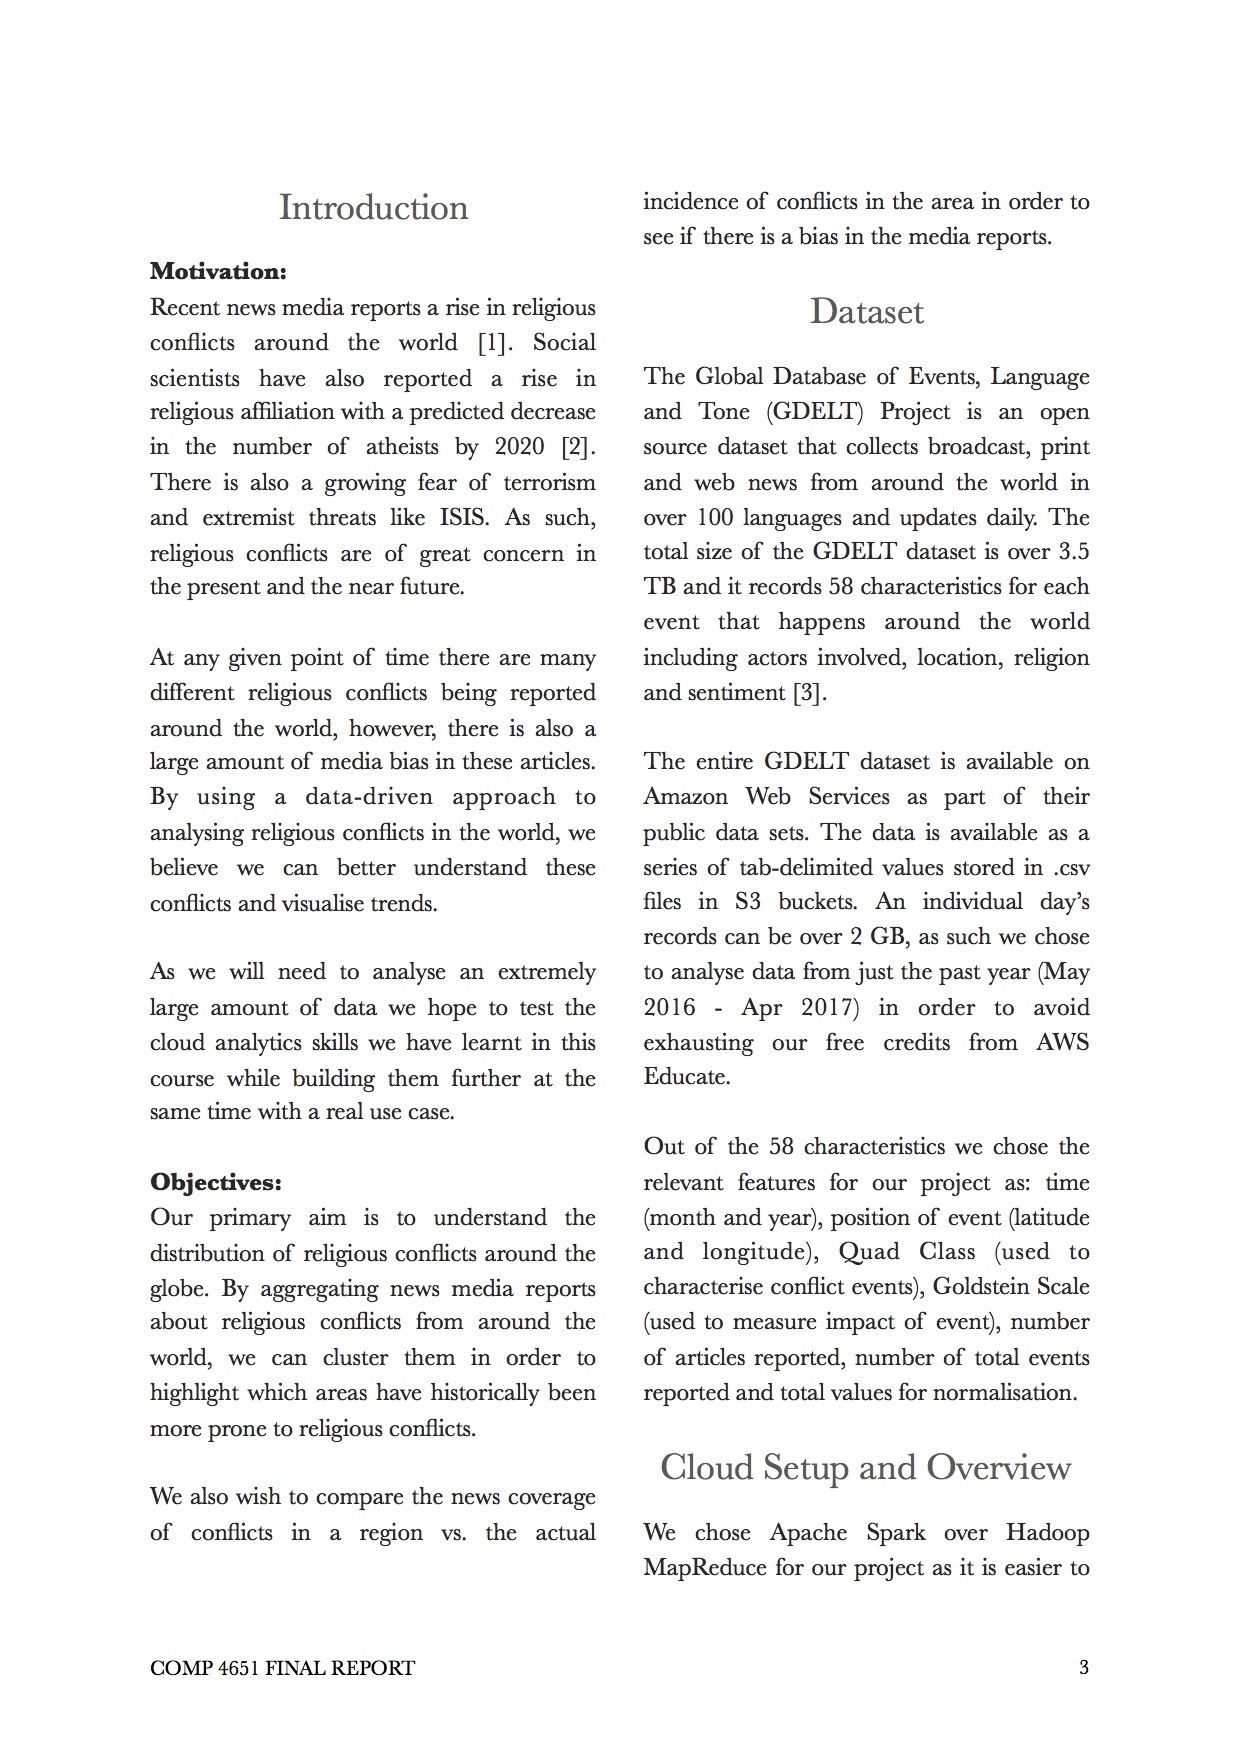 Introduction
Motivation:
Recent news media reports a rise in religious
conflicts around the world [1]. Social
scientists have also reported a rise in
religious affiliation with a predicted decrease
in the number of atheists by 2020 [2].
There is also a growing fear of terrorism
and extremist threats like ISIS. As such,
religious conflicts are of great concern in
the present and the near future.
At any given point of time there are many
different religious conflicts being reported
around the world, however, there is also a
large amount of media bias in these articles.
By using a data-driven approach to
analysing religious conflicts in the world, we
believe we can better understand these
conflicts and visualise trends.
As we will need to analyse an extremely
large amount of data we hope to test the
cloud analytics skills we have learnt in this
course while building them further at the
same time with a real use case.
Objectives:
Our primary aim is to understand the
distribution of religious conflicts around the
globe. By aggregating news media reports
about religious conflicts from around the
world, we can cluster them in order to
highlight which areas have historically been
more prone to religious conflicts.
We also wish to compare the news coverage
of conflicts in a region vs. the actual
incidence of conflicts in the area in order to
see if there is a bias in the media reports.
Dataset
The Global Database of Events, Language
and Tone (GDELT) Project is an open
source dataset that collects broadcast, print
and web news from around the world in
over 100 languages and updates daily. The
total size of the GDELT dataset is over 3.5
TB and it records 58 characteristics for each
event that happens around the world
including actors involved, location, religion
and sentiment [3].
The entire GDELT dataset is available on
Amazon Web Services as part of their
public data sets. The data is available as a
series of tab-delimited values stored in .csv
files in S3 buckets. An individual day’s
records can be over 2 GB, as such we chose
to analyse data from just the past year (May
2016 - Apr 2017) in order to avoid
exhausting our free credits from AWS
Educate.
Out of the 58 characteristics we chose the
relevant features for our project as: time
(month and year), position of event (latitude
and longitude), Quad Class (used to
characterise conflict events), Goldstein Scale
(used to measure impact of event), number
of articles reported, number of total events
reported and total values for normalisation.
Cloud Setup and Overview
We chose Apache Spark over Hadoop
MapReduce for our project as it is easier to
COMP 4651 FINAL REPORT
3